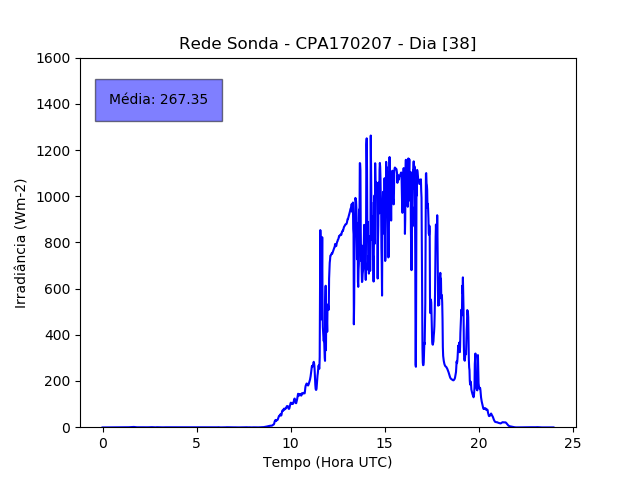 Rede Sonda - CPA170207 - Dia [38]
1600
1400
1200
1000
800
600
400
200
0
Irradiância (Wm-2)
Média: 267.35
0 5 10 15 20 25
Tempo (Hora UTC)